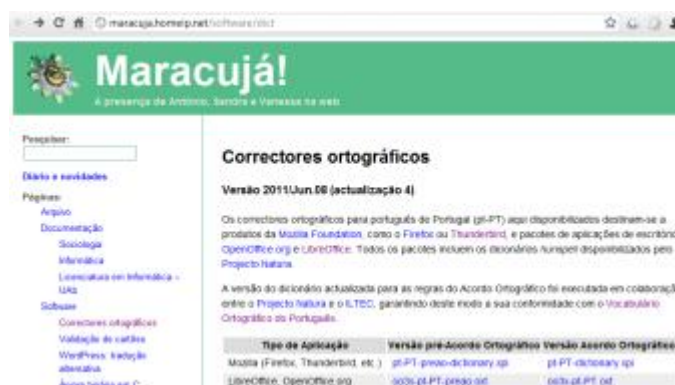 maracuja.homeip.net/software/dict
Maracujá!
A presença de António, Sandra e Vanessa na web
Pesquisar:
Diário e novidades
Páginas:
Arquivo
Documentação
Sociologia
Informática
Licenciatura em Informática -
UAb
Software
Correctores ortográficos
Validação de cartões
WordPress: tradução
alternativa
Correctores ortográficos
Versão 2011/Jun.08 (actualização 4)
Os correctores ortográficos para português de Portugal (pt-PT) aqui disponibilizados destinam-se a
produtos da Mozilla Foundation, como o Firefox ou Thunderbird, e pacotes de aplicações de escritório
OpenOffice.org e LibreOffice. Todos os pacotes incluem os dicionários hunspell disponibilizados pelo
Projecto Natura.
A versão do dicionário actualizada para as regras do Acordo Ortográfico foi executada em colaboraçã
entre o Projecto Natura e o ILTEC, garantindo deste modo a sua conformidade com o Vocabulário
Ortográfico do Português.
Tipo de Aplicação Versão pré-Acordo Ortográfico Versão Acordo Ortográfico
Mozilla (Firefox, Thunderbird, etc.) pt-PT-preao-dictionary.xpi pt-PT-dictionary.xpi
LibreOffice, OpenOffice.org oo3x-pt-PT-preao.oxt oo3x-pt-PT.oxt